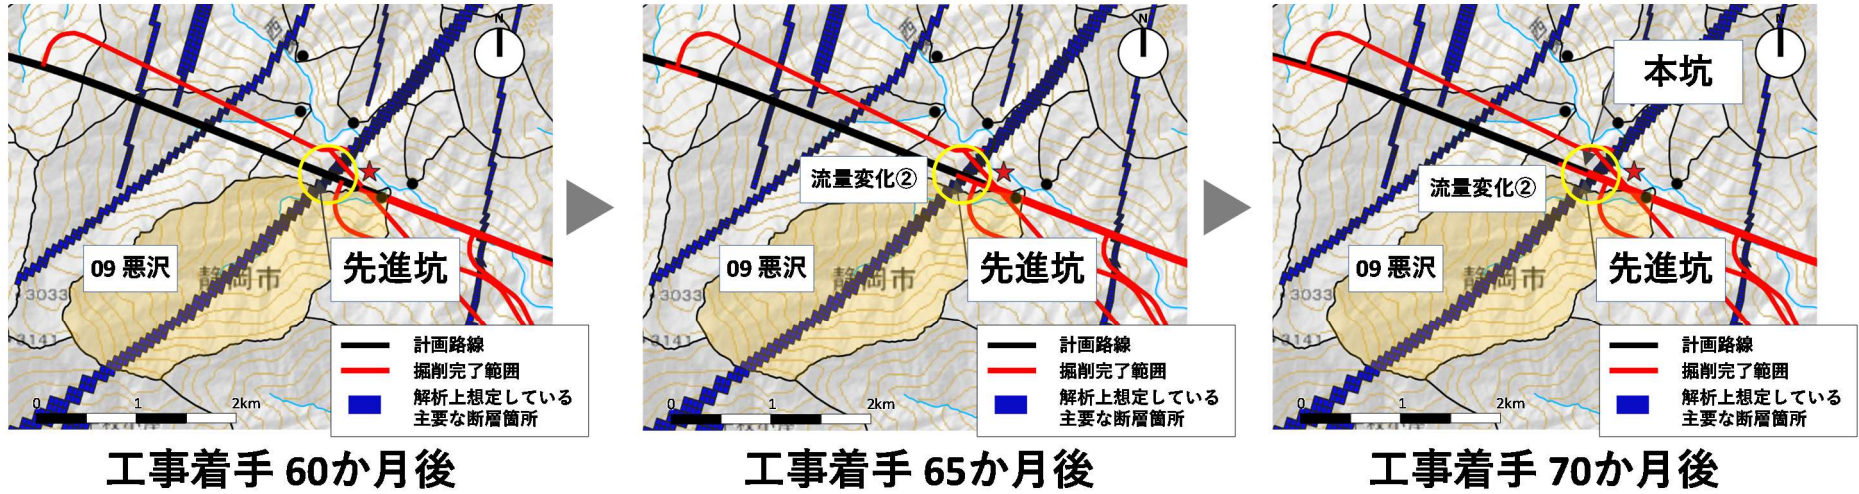 N
西
09 悪沢
静岡市
先進坑
3033
3141
0 1 2km
計画路線
掘削完了範囲
解析上想定している
主要な断層箇所
工事着手 60か月後
N
西
流量変化②
09 悪沢
静岡市
先進坑
3033
3141
0 1 2km
計画路線
掘削完了範囲
解析上想定している
主要な断層箇所
工事着手 65か月後
N
西
本坑
流量変化②
09 悪沢
静岡市
先進坑
3033
3141
0 1 2km
計画路線
掘削完了範囲
解析上想定している
主要な断層箇所
工事着手 70か月後